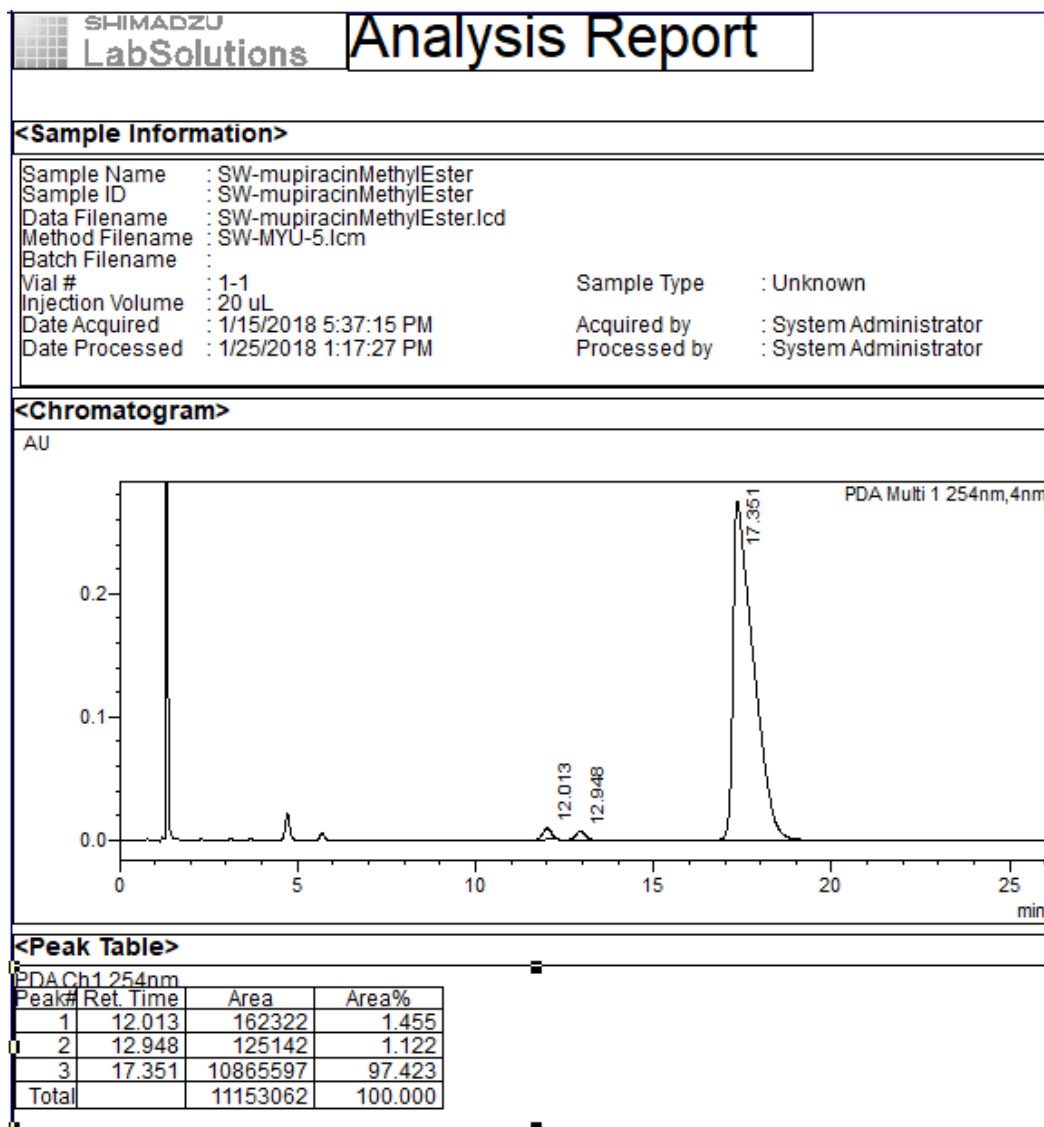 SHIMADZU
LabSolutions
Analysis Report
<Sample Information>
Sample Name : SW-mupiracinMethylEster
Sample ID : SW-mupiracinMethylEster
Data Filename : SW-mupiracinMethylEster.lcd
Method Filename : SW-MYU-5.lcm
Batch Filename :
Vial # : 1-1 Sample Type : Unknown
Injection Volume : 20 uL
Date Acquired : 1/15/2018 5:37:15 PM Acquired by : System Administrator
Date Processed : 1/25/2018 1:17:27 PM Processed by : System Administrator
<Chromatogram>
AU
PDA Multi 1 254nm,4nm
17.351
0.2
0.1
12.013
12.948
0.0
0 5 10 15 20 25
min
<Peak Table>
PDA Ch1 254nm
Peak# Ret. Time Area Area%
1 12.013 162322 1.455
2 12.948 125142 1.122
3 17.351 10865597 97.423
Total 11153062 100.000